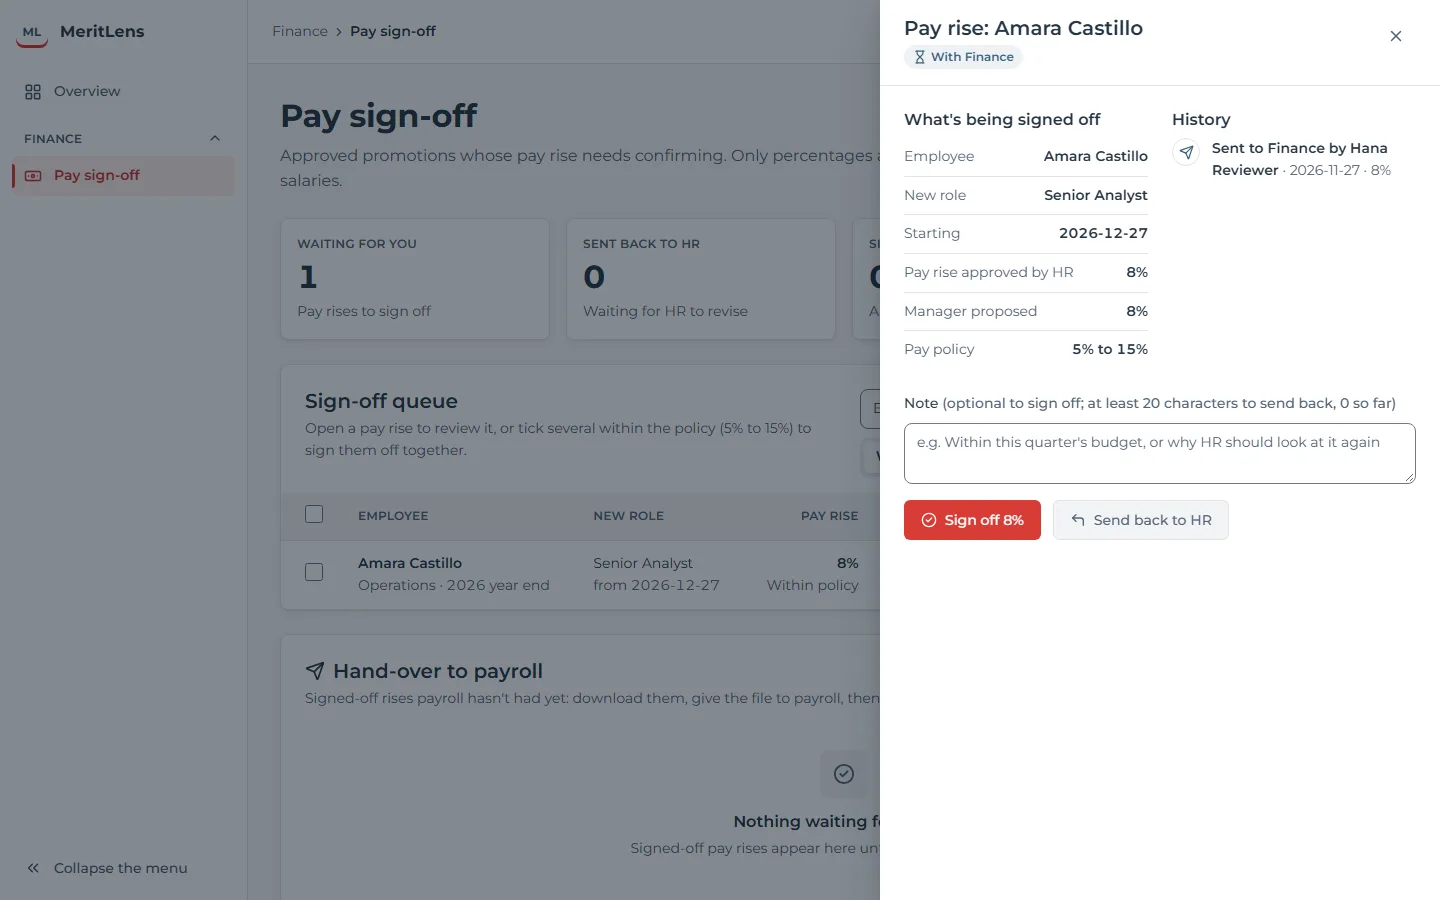 ML MeritLens
Overview
FINANCE
Pay sign-off
Collapse the menu
Finance > Pay sign-off
Pay sign-off
Approved promotions whose pay rise needs confirming. Only percentages
salaries.
WAITING FOR YOU
1
Pay rises to sign off
SENT BACK TO HR
0
Waiting for HR to revise
Sign-off queue
Open a pay rise to review it, or tick several within the policy (5% to 15%) to
sign them off together.
EMPLOYEE NEW ROLE PAY RISE
Amara Castillo Senior Analyst 8%
Operations · 2026 year end from 2026-12-27 Within policy
Hand-over to payroll
Signed-off rises payroll hasn't had yet: download them, give the file to payroll, then
Nothing waiting
Signed-off pay rises appear here
Pay rise: Amara Castillo
With Finance
What's being signed off
Employee Amara Castillo
New role Senior Analyst
Starting 2026-12-27
Pay rise approved by HR 8%
Manager proposed 8%
Pay policy 5% to 15%
History
Sent to Finance by Hana
Reviewer · 2026-11-27 · 8%
Note (optional to sign off; at least 20 characters to send back, 0 so far)
e.g. Within this quarter's budget, or why HR should look at it again
Sign off 8%
Send back to HR